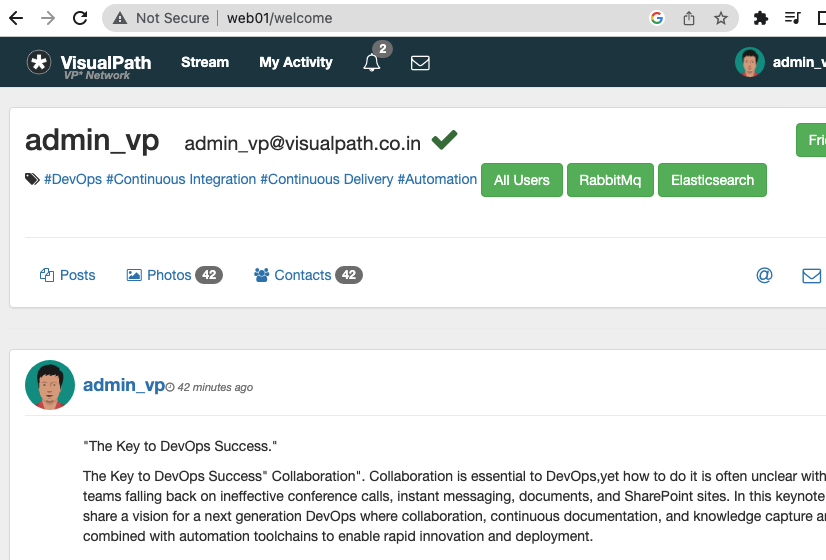 Not Secure web01/welcome
VisualPath Stream My Activity 2 admin_v
VP* Network
admin_vp admin_vp@visualpath.co.in Frie
#DevOps #Continuous Integration #Continuous Delivery #Automation All Users RabbitMq Elasticsearch
Posts Photos 42 Contacts 42 @
admin_vp 42 minutes ago
"The Key to DevOps Success."
The Key to DevOps Success" Collaboration". Collaboration is essential to DevOps,yet how to do it is often unclear with
teams falling back on ineffective conference calls, instant messaging, documents, and SharePoint sites. In this keynote
share a vision for a next generation DevOps where collaboration, continuous documentation, and knowledge capture a
combined with automation toolchains to enable rapid innovation and deployment.